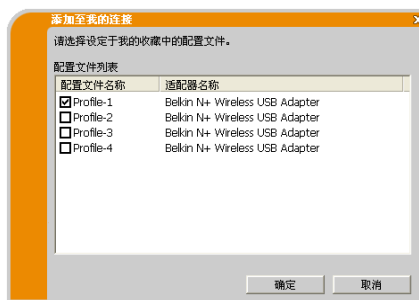 添加至我的连接
请选择设定于我的收藏中的配置文件。
配置文件列表
配置文件名称 适配器名称
Profile-1 Belkin N+ Wireless USB Adapter
Profile-2 Belkin N+ Wireless USB Adapter
Profile-3 Belkin N+ Wireless USB Adapter
Profile-4 Belkin N+ Wireless USB Adapter
确定 取消